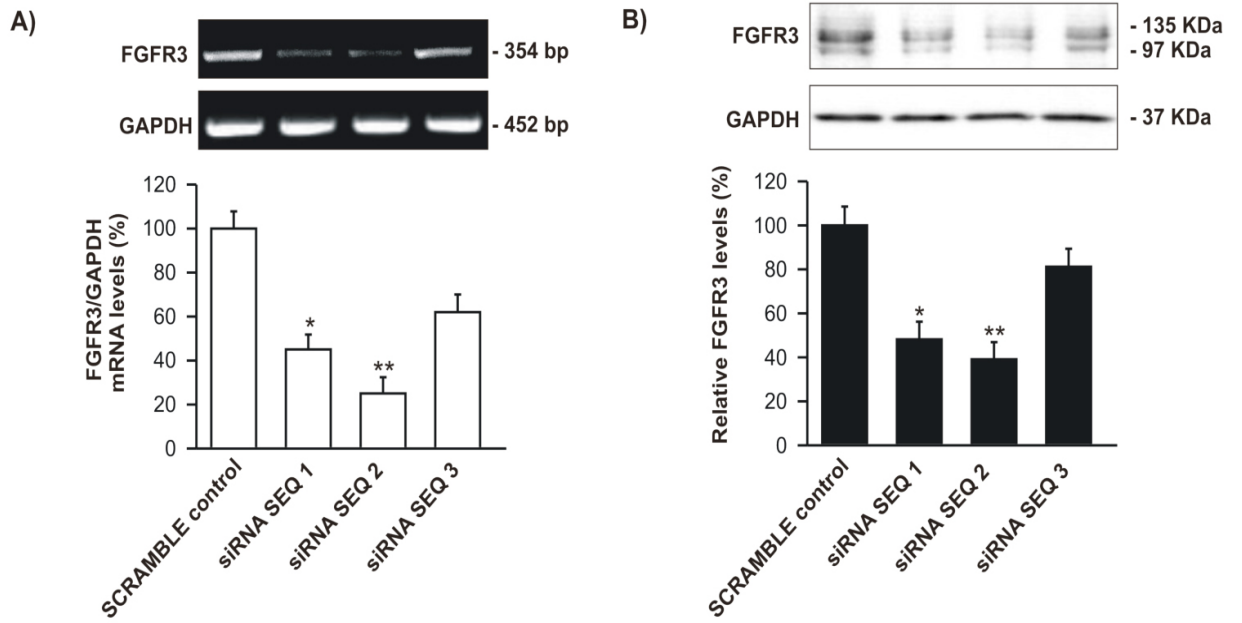 A)
FGFR3
- 354 bp
GAPDH
- 452 bp
FGFR3/GAPDH
mRNA levels (%)
120
100
80
60
40
20
0
*
**
SCRAMBLE control
siRNA SEQ 1
siRNA SEQ 2
siRNA SEQ 3
B)
FGFR3
- 135 KDa
- 97 KDa
GAPDH
- 37 KDa
Relative FGFR3 levels (%)
120
100
80
60
40
20
0
*
**
SCRAMBLE control
siRNA SEQ 1
siRNA SEQ 2
siRNA SEQ 3